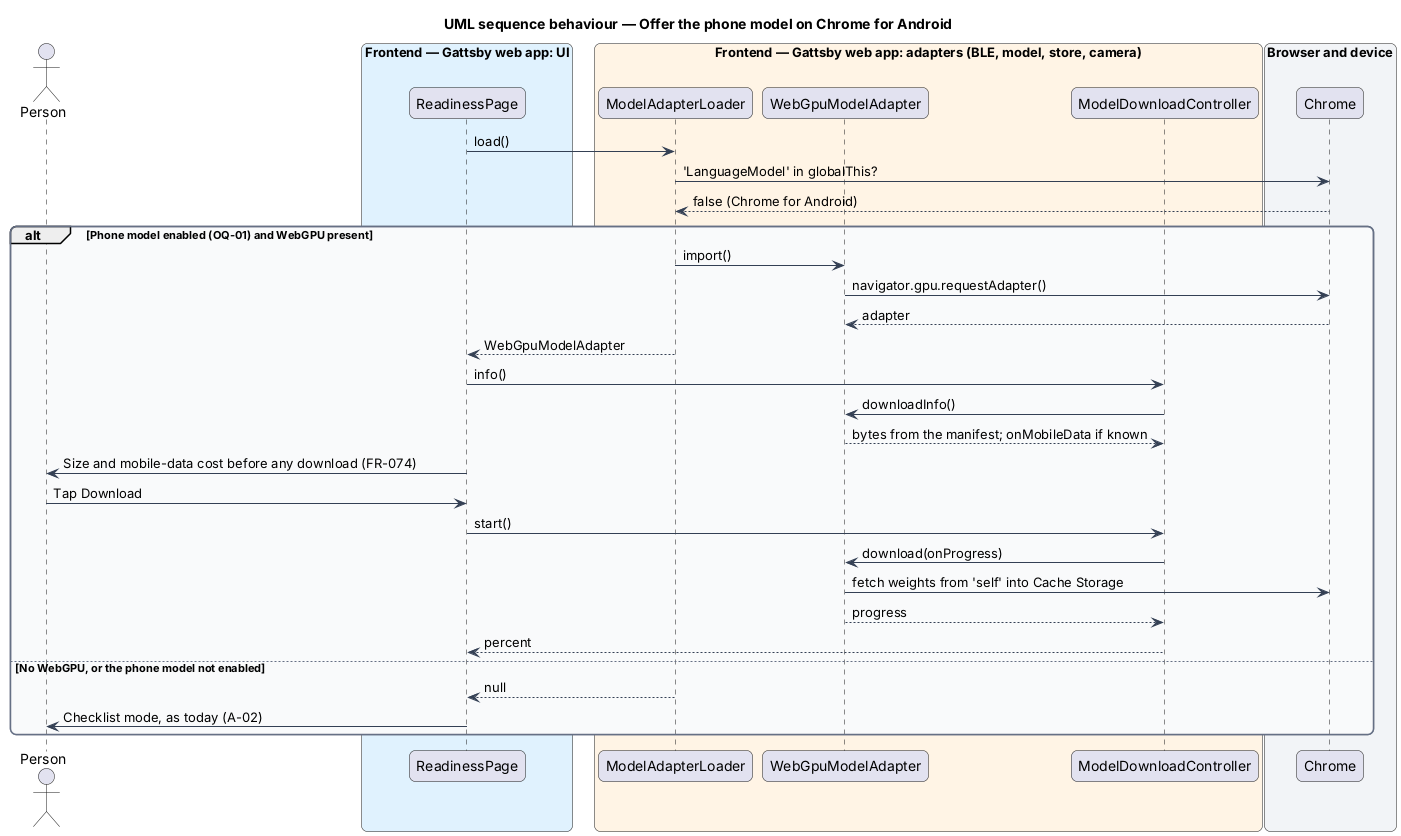 UML sequence behaviour — Offer the phone model on Chrome for Android
Frontend — Gattsby web app: UI
Frontend — Gattsby web app: adapters (BLE, model, store, camera)
Browser and device
Person
ReadinessPage
ModelAdapterLoader
WebGpuModelAdapter
ModelDownloadController
Chrome
load()
'LanguageModel' in globalThis?
false (Chrome for Android)
alt
[Phone model enabled (OQ-01) and WebGPU present]
import()
navigator.gpu.requestAdapter()
adapter
WebGpuModelAdapter
info()
downloadInfo()
bytes from the manifest; onMobileData if known
Size and mobile-data cost before any download (FR-074)
Tap Download
start()
download(onProgress)
fetch weights from 'self' into Cache Storage
progress
percent
[No WebGPU, or the phone model not enabled]
null
Checklist mode, as today (A-02)
Person
ReadinessPage
ModelAdapterLoader
WebGpuModelAdapter
ModelDownloadController
Chrome